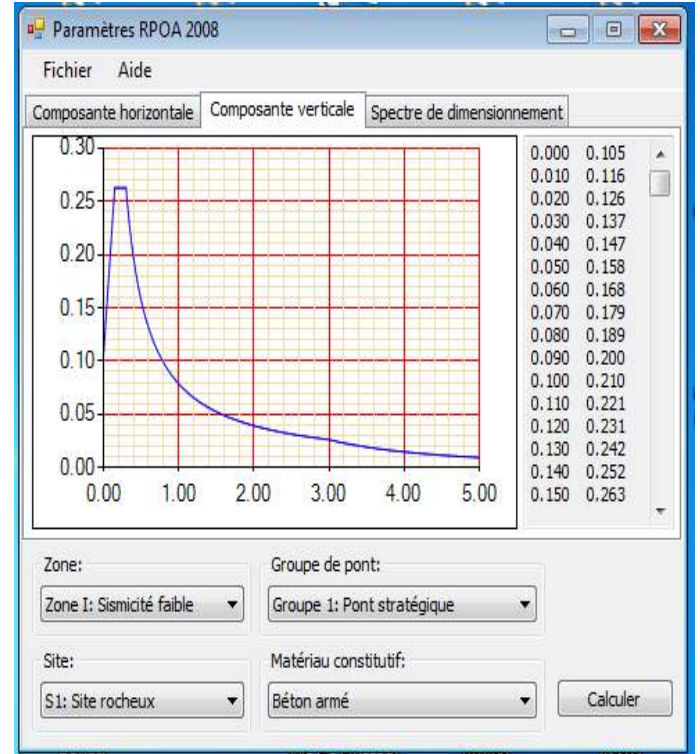 Paramètres RPOA 2008
Fichier Aide
Composante horizontale Composante verticale Spectre de dimensionnement
0.30
0.25
0.20
0.15
0.10
0.05
0.00
0.00 1.00 2.00 3.00 4.00 5.00
0.000 0.105
0.010 0.116
0.020 0.126
0.030 0.137
0.040 0.147
0.050 0.158
0.060 0.168
0.070 0.179
0.080 0.189
0.090 0.200
0.100 0.210
0.110 0.221
0.120 0.231
0.130 0.242
0.140 0.252
0.150 0.263
Zone: Groupe de pont:
Zone I: Sismicité faible Groupe 1: Pont stratégique
Site: Matériau constitutif:
S1: Site rocheux Béton armé Calculer